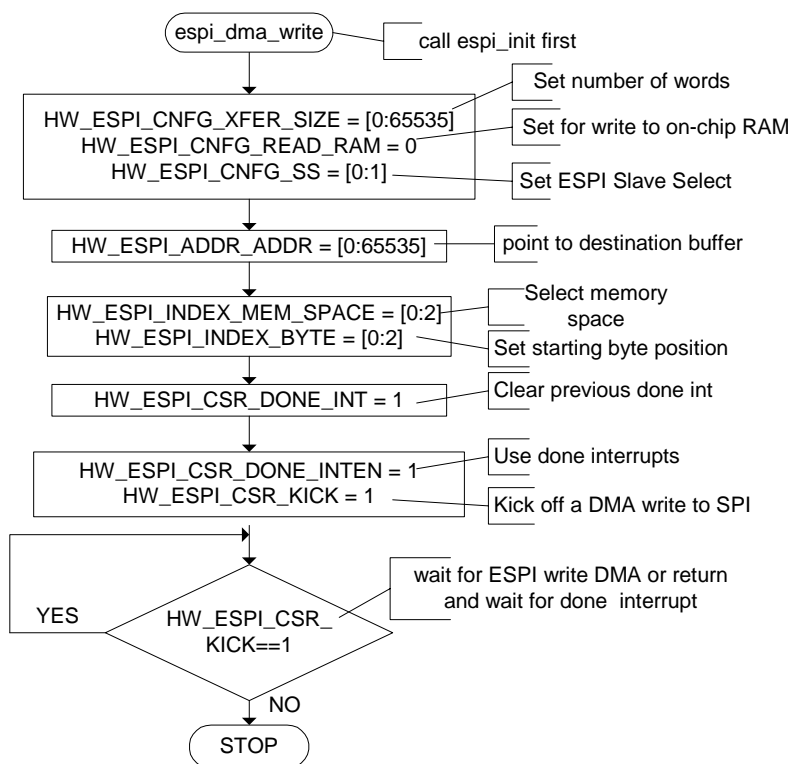 espi_dma_write
call espi_init first
Set number of words
HW_ESPI_CNFG_XFER_SIZE = [0:65535]
Set for write to on-chip RAM
HW_ESPI_CNFG_READ_RAM = 0
HW_ESPI_CNFG_SS = [0:1]
Set ESPI Slave Select
HW_ESPI_ADDR_ADDR = [0:65535]
point to destination buffer
Select memory
space
HW_ESPI_INDEX_MEM_SPACE = [0:2]
HW_ESPI_INDEX_BYTE = [0:2]
Set starting byte position
HW_ESPI_CSR_DONE_INT = 1
Clear previous done int
HW_ESPI_CSR_DONE_INTEN = 1
Use done interrupts
HW_ESPI_CSR_KICK = 1
Kick off a DMA write to SPI
wait for ESPI write DMA or return
and wait for done interrupt
YES
HW_ESPI_CSR_
KICK==1
NO
STOP